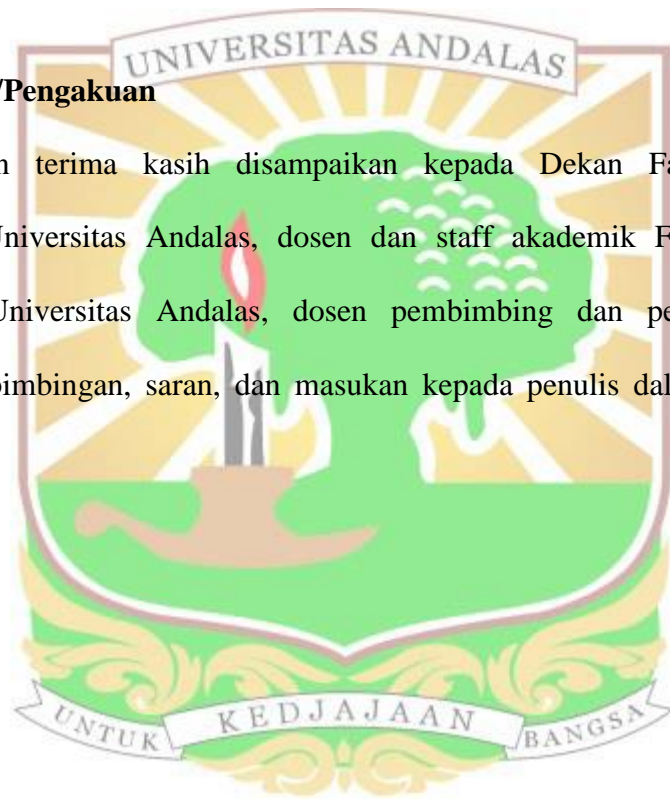 UNIVERSITAS ANDALAS
/Pengakuan
n terima kasih disampaikan kepada Dekan Fa
Universitas Andalas, dosen dan staff akademik F
Universitas Andalas, dosen pembimbing dan pe
bimbingan, saran, dan masukan kepada penulis dal
UNTUK KEDJAJAAN BANGSA